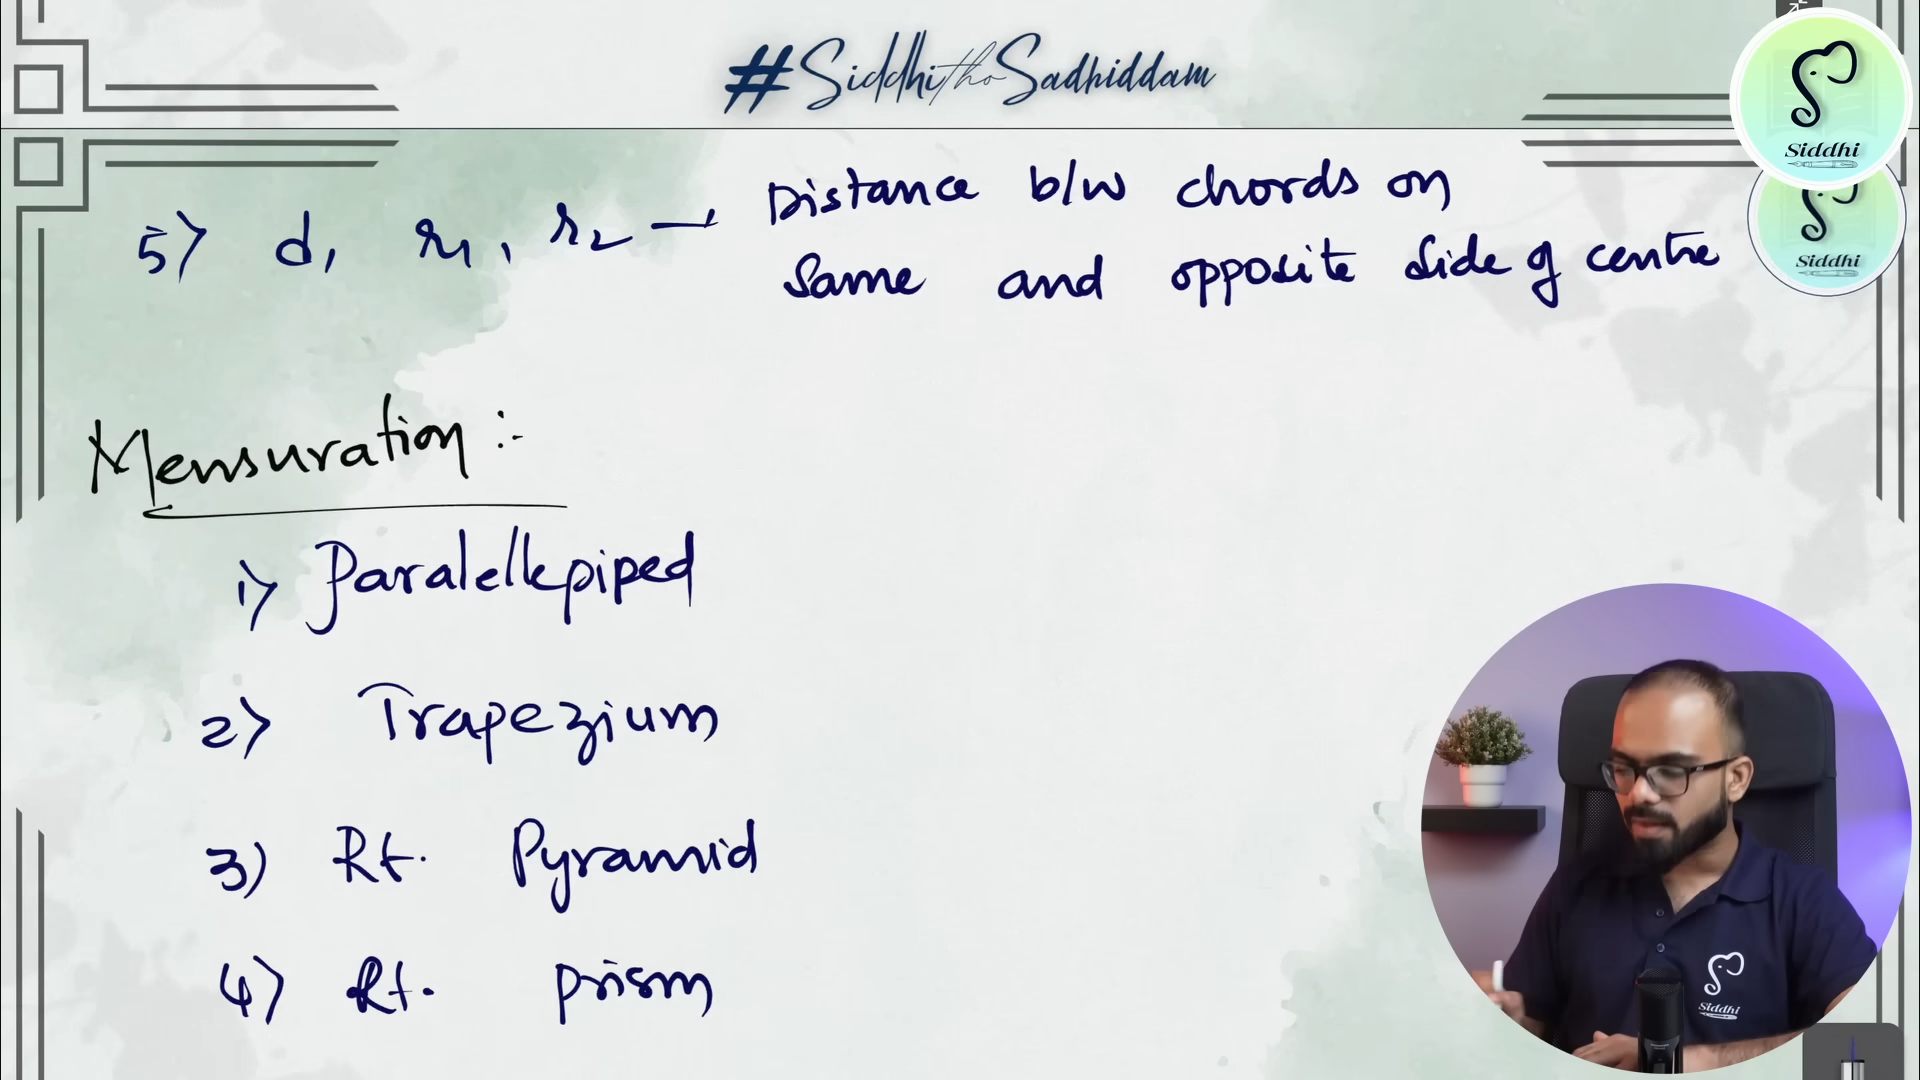 #SiddhithoSadhiddam
Siddhi
Siddhi
5) d, r1, r2 → Distance b/w chords on
same and opposite side of centre
Mensuration :-
1) Paralellepiped
2) Trapezium
3) Rt. Pyramid
4) Rt. prism
Siddhi